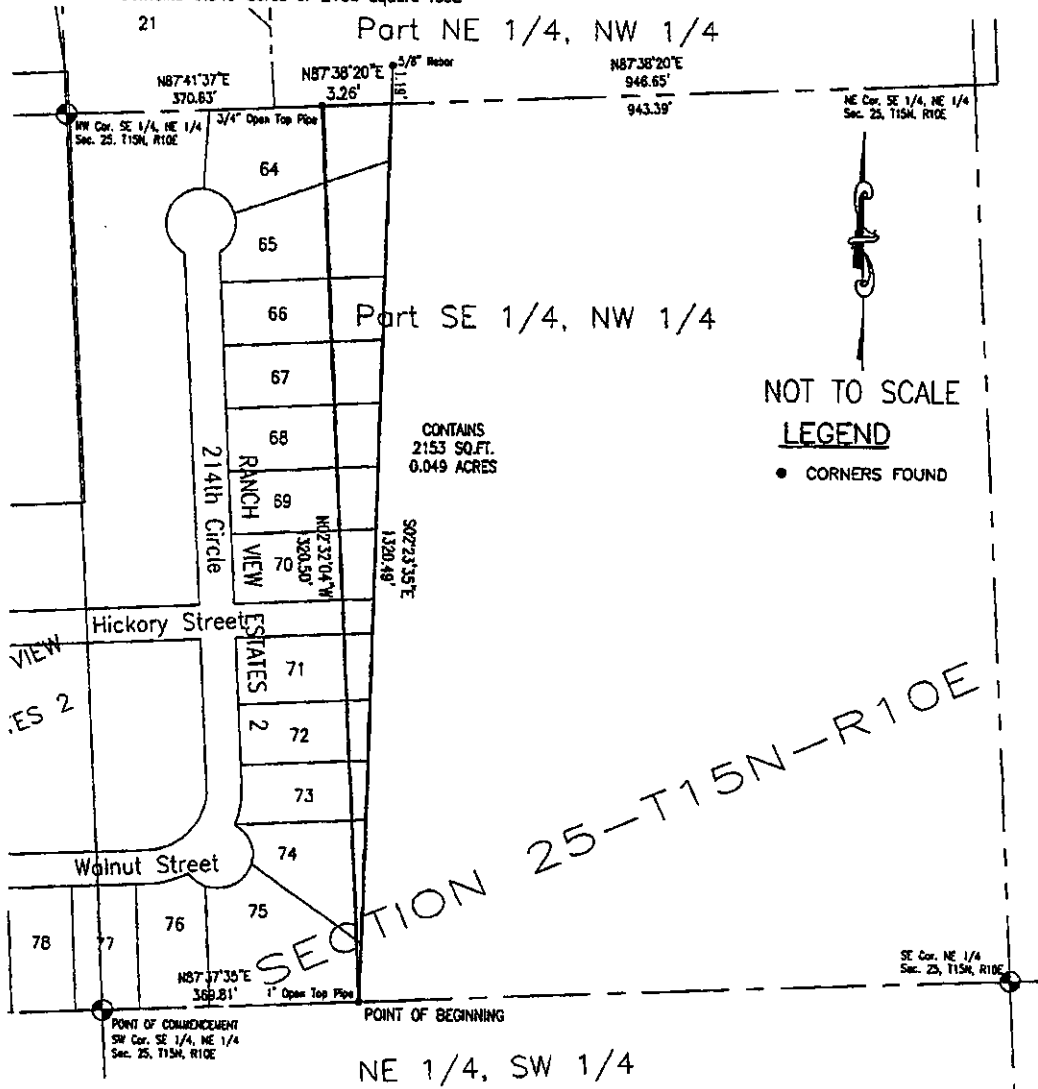 21
Part NE 1/4, NW 1/4
5/8" Rebar
1.19'
N87°41'37"E
370.63'
N87°38'20"E
3.26'
N87°38'20"E
946.65'
943.39'
NW Cor. SE 1/4, NE 1/4
Sec. 25, T15N, R10E
3/4" Open Top Pipe
NE Cor. SE 1/4, NE 1/4
Sec. 25, T15N, R10E
64
65
66
Part SE 1/4, NW 1/4
67
NOT TO SCALE
LEGEND
• CORNERS FOUND
68
CONTAINS
2153 SQ.FT.
0.049 ACRES
214th Circle
RANCH VIEW ESTATES 2
69
70
N02°32'04"W
320.50'
S02°23'35"E
1320.49'
Hickory Street
VIEW
ES 2
71
72
73
74
Walnut Street
SECTION 25-T15N-R10E
75
76
77
78
N87°37'35"E
369.81'
1" Open Top Pipe
SE Cor. NE 1/4
Sec. 25, T15N, R10E
POINT OF COMMENCEMENT
SW Cor. SE 1/4, NE 1/4
Sec. 25, T15N, R10E
POINT OF BEGINNING
NE 1/4, SW 1/4